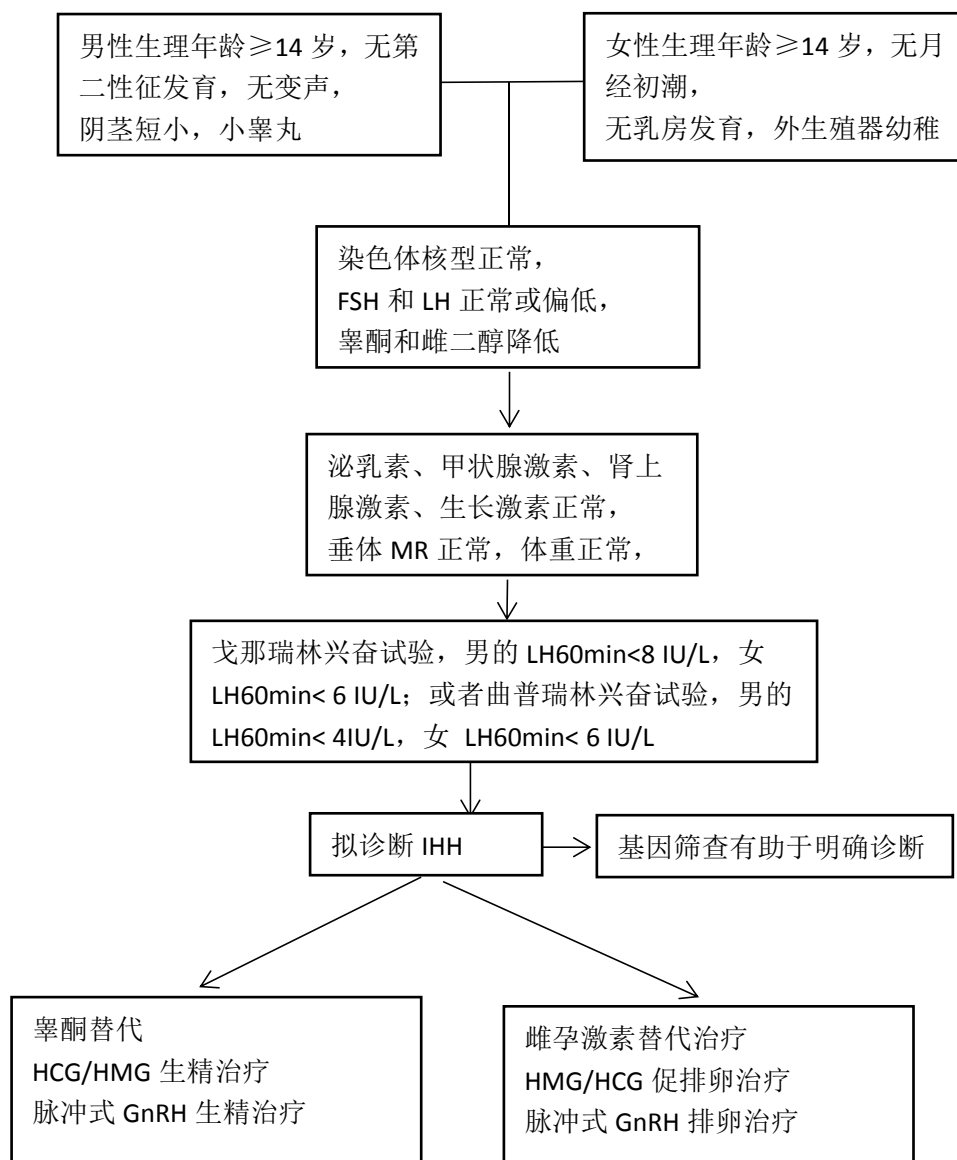 男性生理年龄≥14 岁，无第
二性征发育，无变声，
阴茎短小，小睾丸
女性生理年龄≥14 岁，无月
经初潮，
无乳房发育，外生殖器幼稚
染色体核型正常，
FSH 和 LH 正常或偏低，
睾酮和雌二醇降低
泌乳素、甲状腺激素、肾上
腺激素、生长激素正常，
垂体 MR 正常，体重正常，
戈那瑞林兴奋试验，男的 LH60min<8 IU/L，女
LH60min< 6 IU/L；或者曲普瑞林兴奋试验，男的
LH60min< 4IU/L，女 LH60min< 6 IU/L
拟诊断 IHH
基因筛查有助于明确诊断
睾酮替代
HCG/HMG 生精治疗
脉冲式 GnRH 生精治疗
雌孕激素替代治疗
HMG/HCG 促排卵治疗
脉冲式 GnRH 排卵治疗